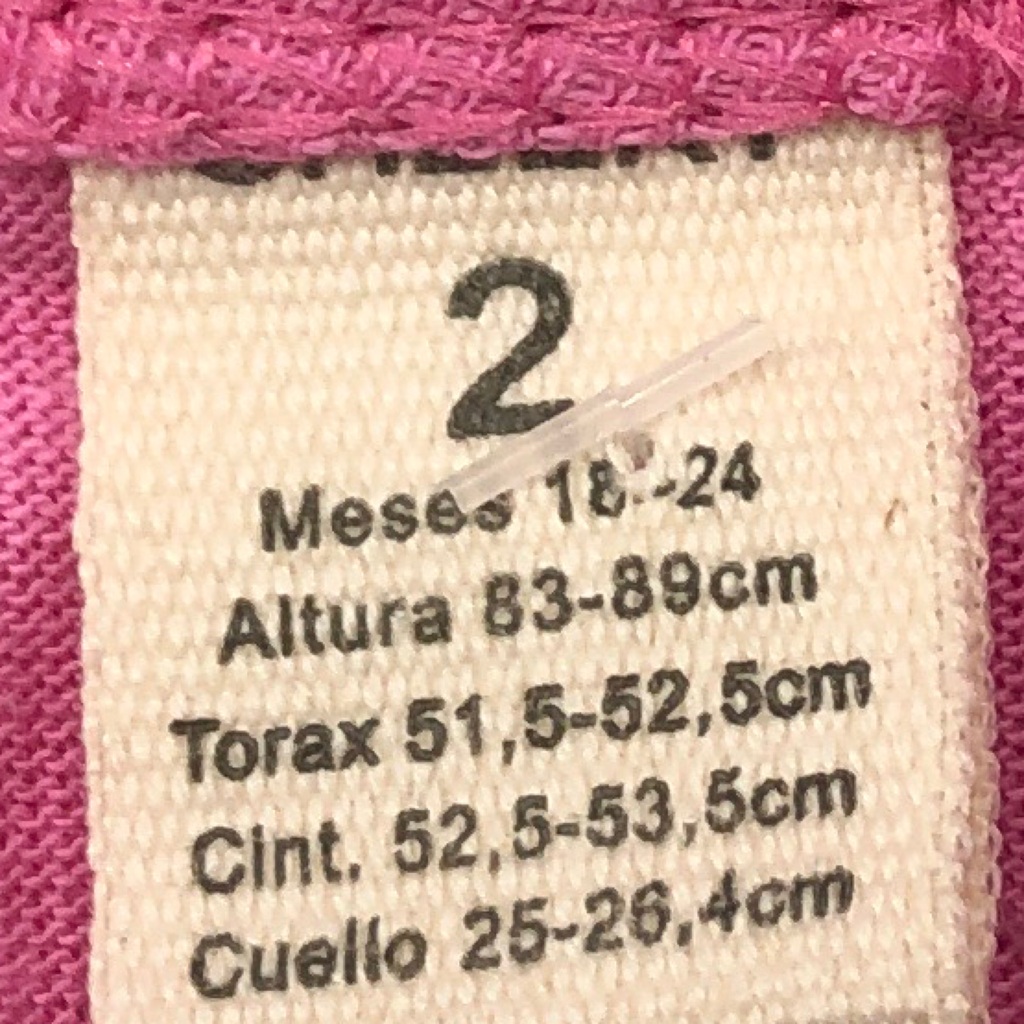 2
Meses 18-24
Altura 83-89cm
Torax 51,5-52,5cm
Cint. 52,5-53,5cm
Cuello 25-26,4cm